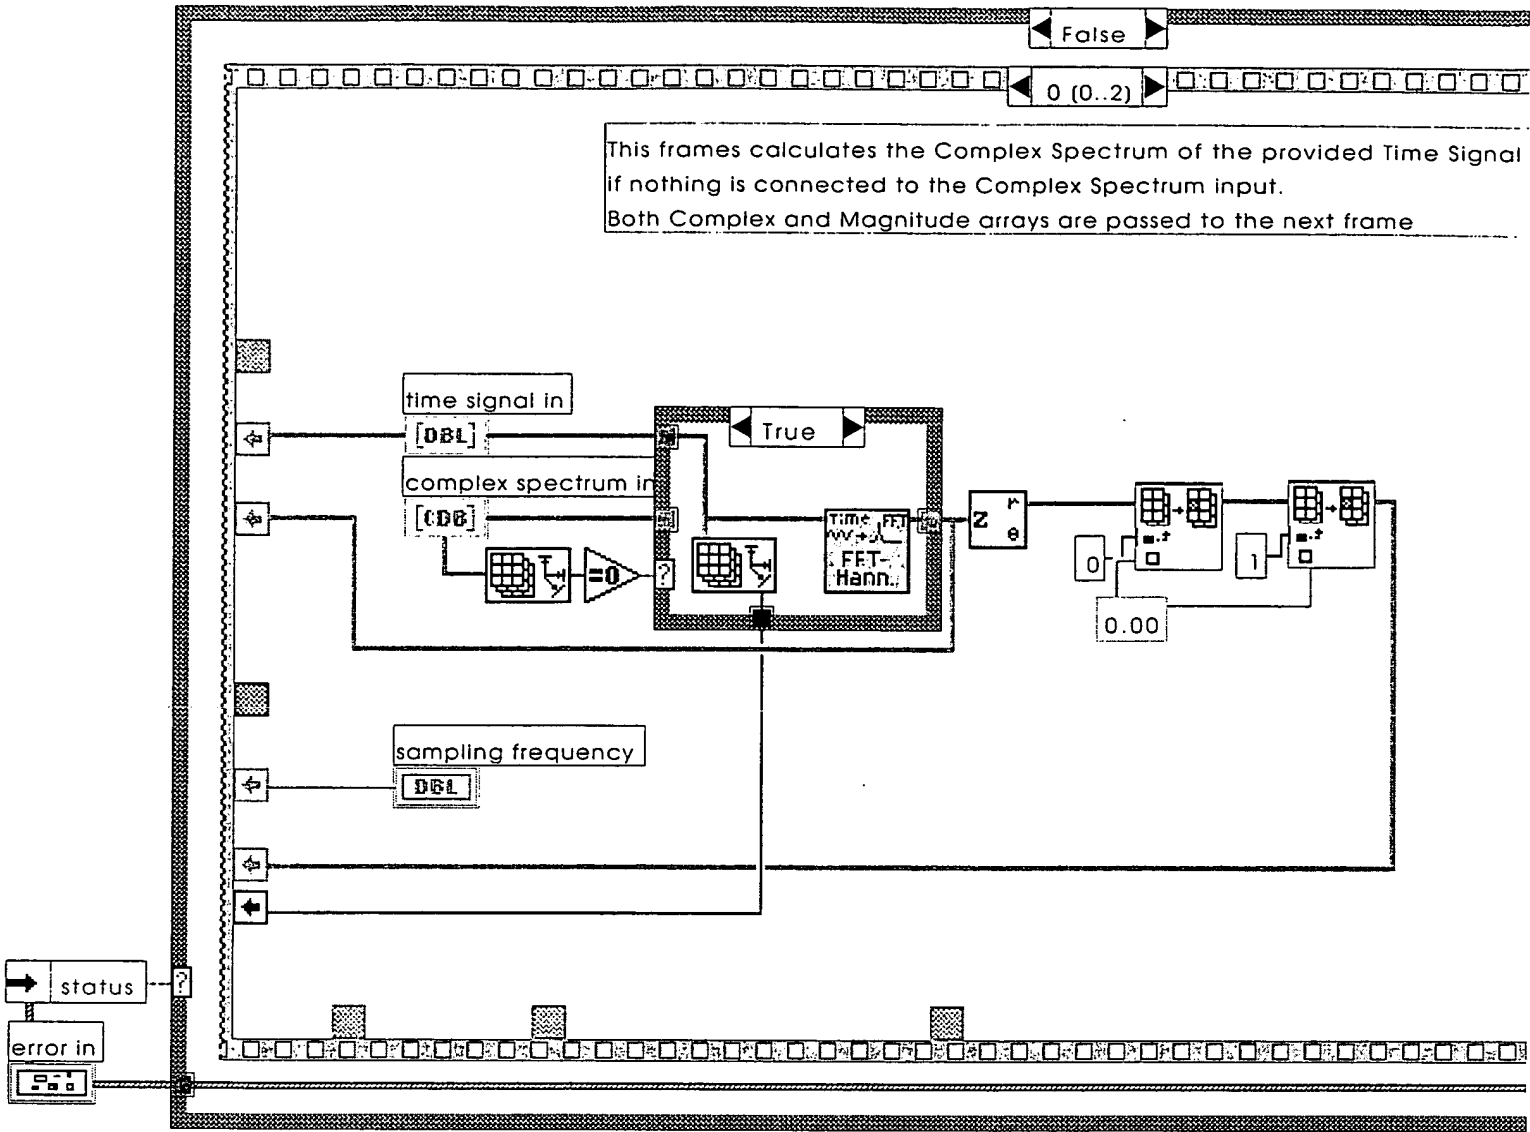 False
0 (0..2)
This frames calculates the Complex Spectrum of the provided Time Signal
if nothing is connected to the Complex Spectrum input.
Both Complex and Magnitude arrays are passed to the next frame
time signal in
[DBL]
True
complex spectrum in
[CDB]
=0
?
Time FFT
FFT-
Hann.
z
r
e
0
1
0.00
sampling frequency
DBL
status
?
error in